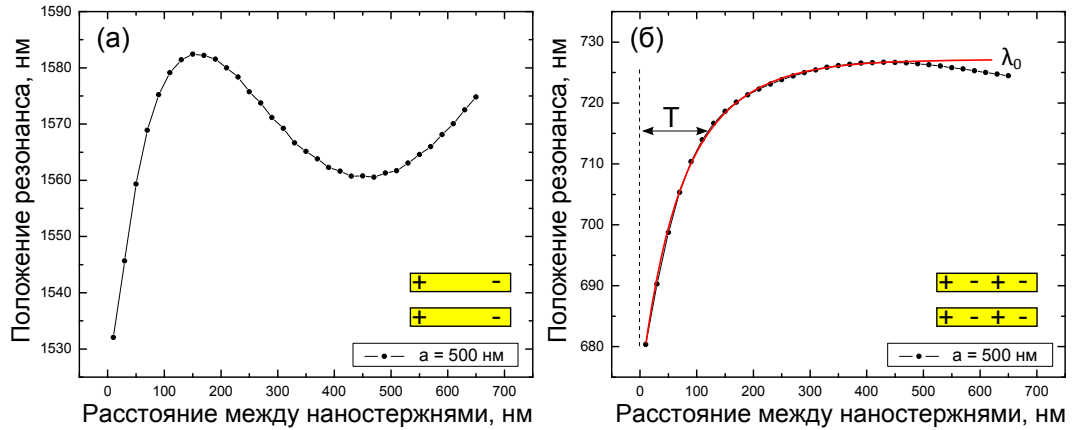 (а)
Положение резонанса, нм
1590
1580
1570
1560
1550
1540
1530
0 100 200 300 400 500 600 700
Расстояние между наностержнями, нм
+ -
+ -
a = 500 нм
(б)
Положение резонанса, нм
730
720
710
700
690
680
0 100 200 300 400 500 600 700
Расстояние между наностержнями, нм
T
λ₀
+ - + -
+ - + -
a = 500 нм